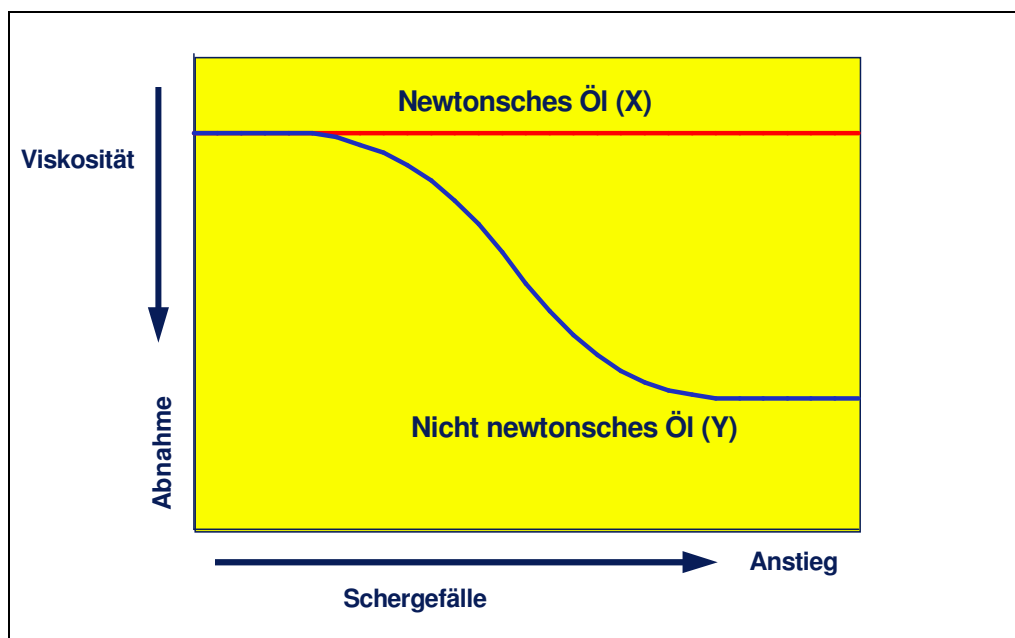 Newtonsches Öl (X)
Viskosität
Abnahme
Nicht newtonsches Öl (Y)
Anstieg
Schergefälle